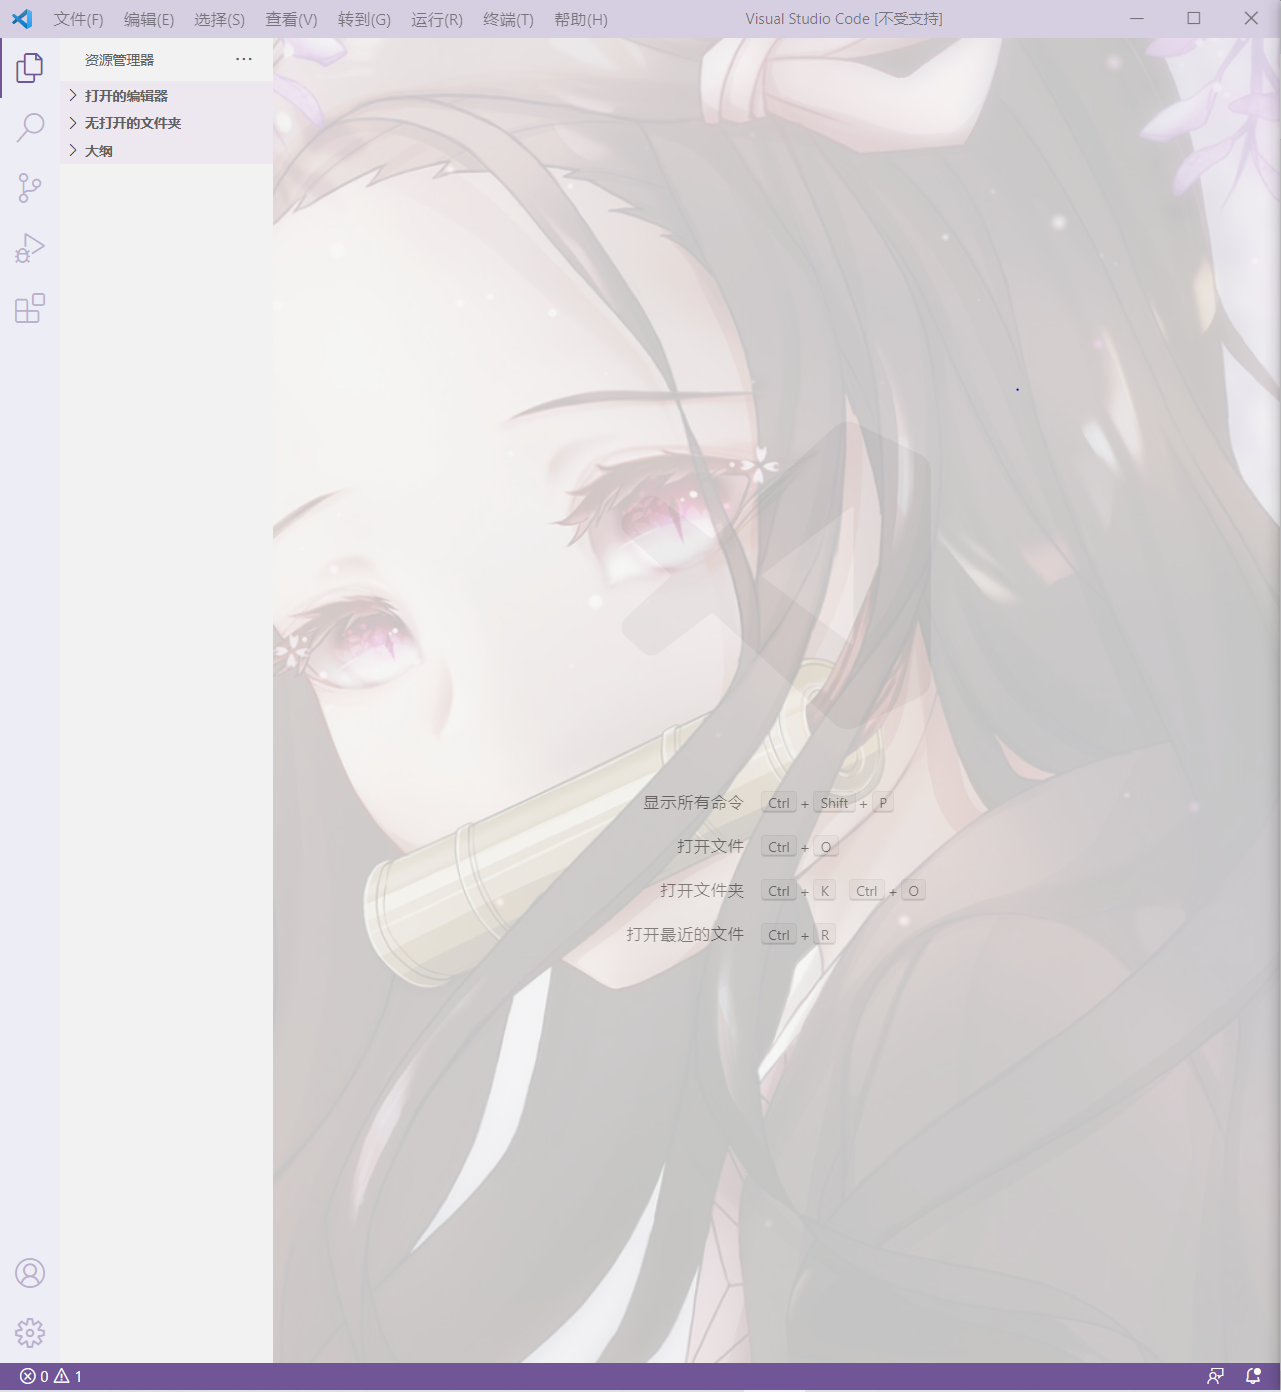 文件(F) 编辑(E) 选择(S) 查看(V) 转到(G) 运行(R) 终端(T) 帮助(H) Visual Studio Code [不受支持]
资源管理器
打开的编辑器
无打开的文件夹
大纲
显示所有命令 Ctrl + Shift + P
打开文件 Ctrl + O
打开文件夹 Ctrl + K Ctrl + O
打开最近的文件 Ctrl + R
0 1